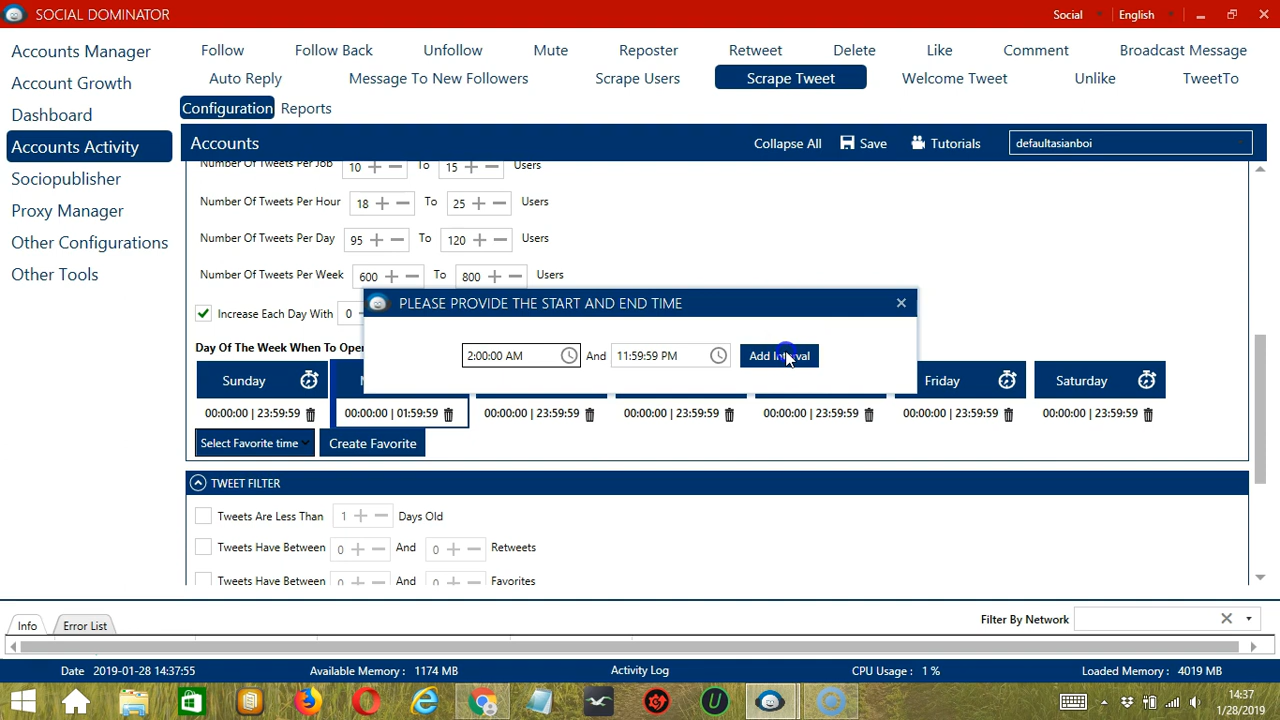 SOCIAL DOMINATOR
Social English
Accounts Manager
Account Growth
Dashboard
Accounts Activity
Sociopublisher
Proxy Manager
Other Configurations
Other Tools
Follow Follow Back Unfollow Mute Reposter Retweet Delete Like Comment Broadcast Message
Auto Reply Message To New Followers Scrape Users Scrape Tweet Welcome Tweet Unlike TweetTo
Configuration Reports
Accounts Collapse All Save Tutorials defaultasianboi
Number Of Tweets Per Job 10 To 15 Users
Number Of Tweets Per Hour 18 To 25 Users
Number Of Tweets Per Day 95 To 120 Users
Number Of Tweets Per Week 600 To 800 Users
Increase Each Day With 0
PLEASE PROVIDE THE START AND END TIME
2:00:00 AM And 11:59:59 PM Add Interval
Day Of The Week When To Oper
Sunday Friday Saturday
00:00:00 | 23:59:59 00:00:00 | 01:59:59 00:00:00 | 23:59:59 00:00:00 | 23:59:59 00:00:00 | 23:59:59 00:00:00 | 23:59:59 00:00:00 | 23:59:59
Select Favorite time Create Favorite
TWEET FILTER
Tweets Are Less Than 1 Days Old
Tweets Have Between 0 And 0 Retweets
Tweets Have Between 0 And 0 Favorites
Info Error List Filter By Network
Date 2019-01-28 14:37:55 Available Memory : 1174 MB Activity Log CPU Usage : 1 % Loaded Memory : 4019 MB
14:37
1/28/2019